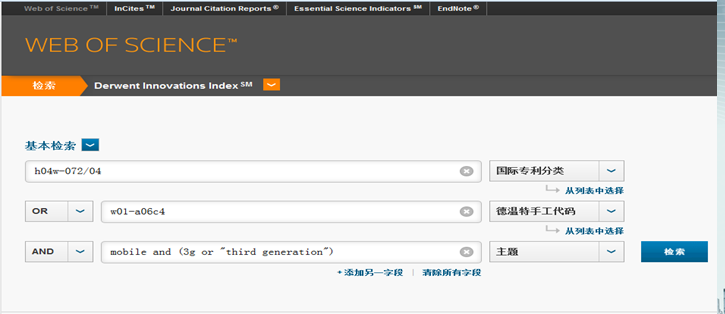 Web of Science™ InCites™ Journal Citation Reports® Essential Science Indicators℠ EndNote®
WEB OF SCIENCE™
检索 Derwent Innovations Index℠
基本检索
h04w-072/04 国际专利分类
从列表中选择
OR w01-a06c4 德温特手工代码
从列表中选择
AND mobile and (3g or "third generation") 主题 检索
+添加另一字段 | 清除所有字段